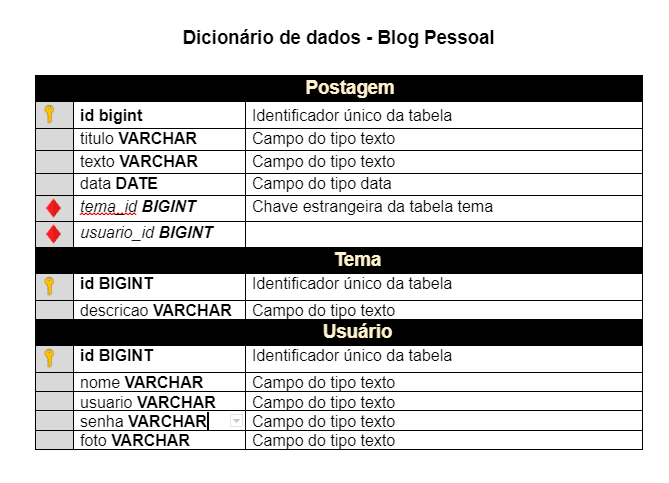 Dicionário de dados - Blog Pessoal
Postagem
id bigint Identificador único da tabela
titulo VARCHAR Campo do tipo texto
texto VARCHAR Campo do tipo texto
data DATE Campo do tipo data
tema_id BIGINT Chave estrangeira da tabela tema
usuario_id BIGINT
Tema
id BIGINT Identificador único da tabela
descricao VARCHAR Campo do tipo texto
Usuário
id BIGINT Identificador único da tabela
nome VARCHAR Campo do tipo texto
usuario VARCHAR Campo do tipo texto
senha VARCHAR Campo do tipo texto
foto VARCHAR Campo do tipo texto